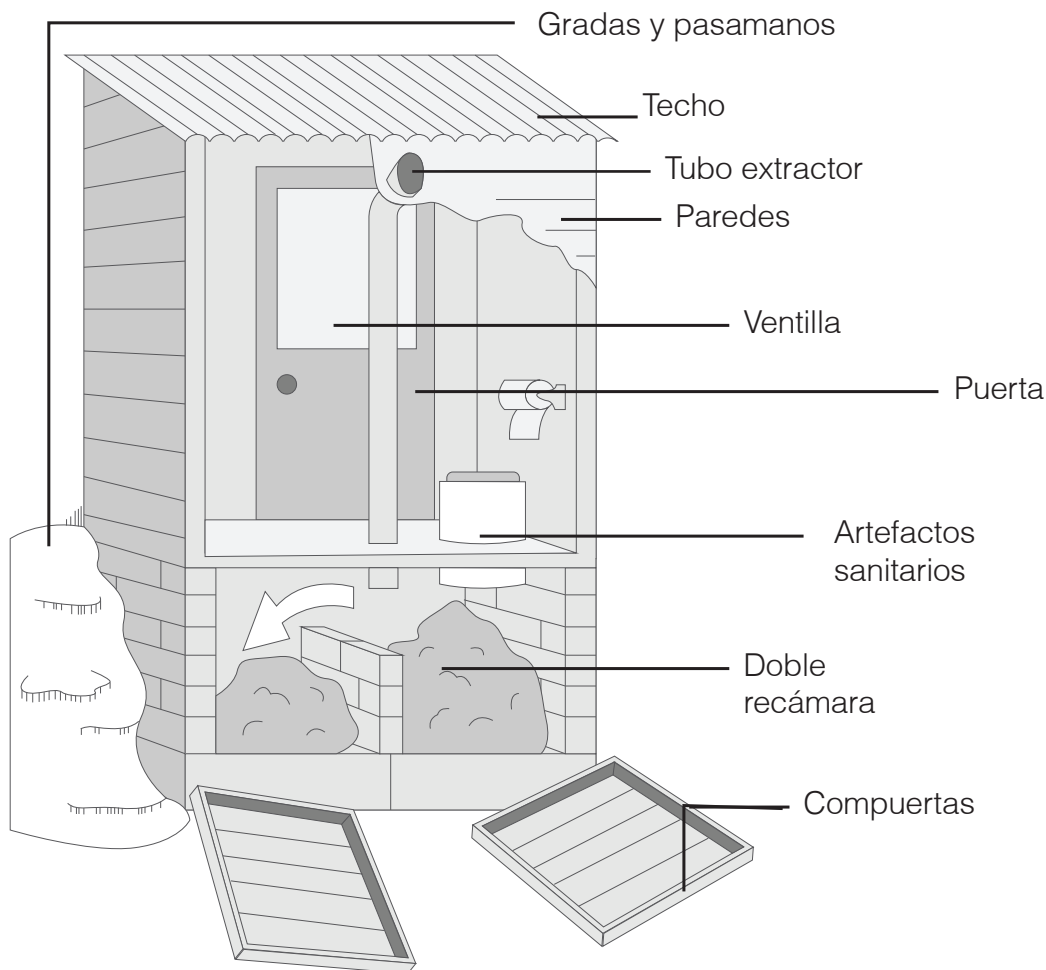 Gradas y pasamanos
Techo
Tubo extractor
Paredes
Ventilla
Puerta
Artefactos
sanitarios
Doble
recámara
Compuertas